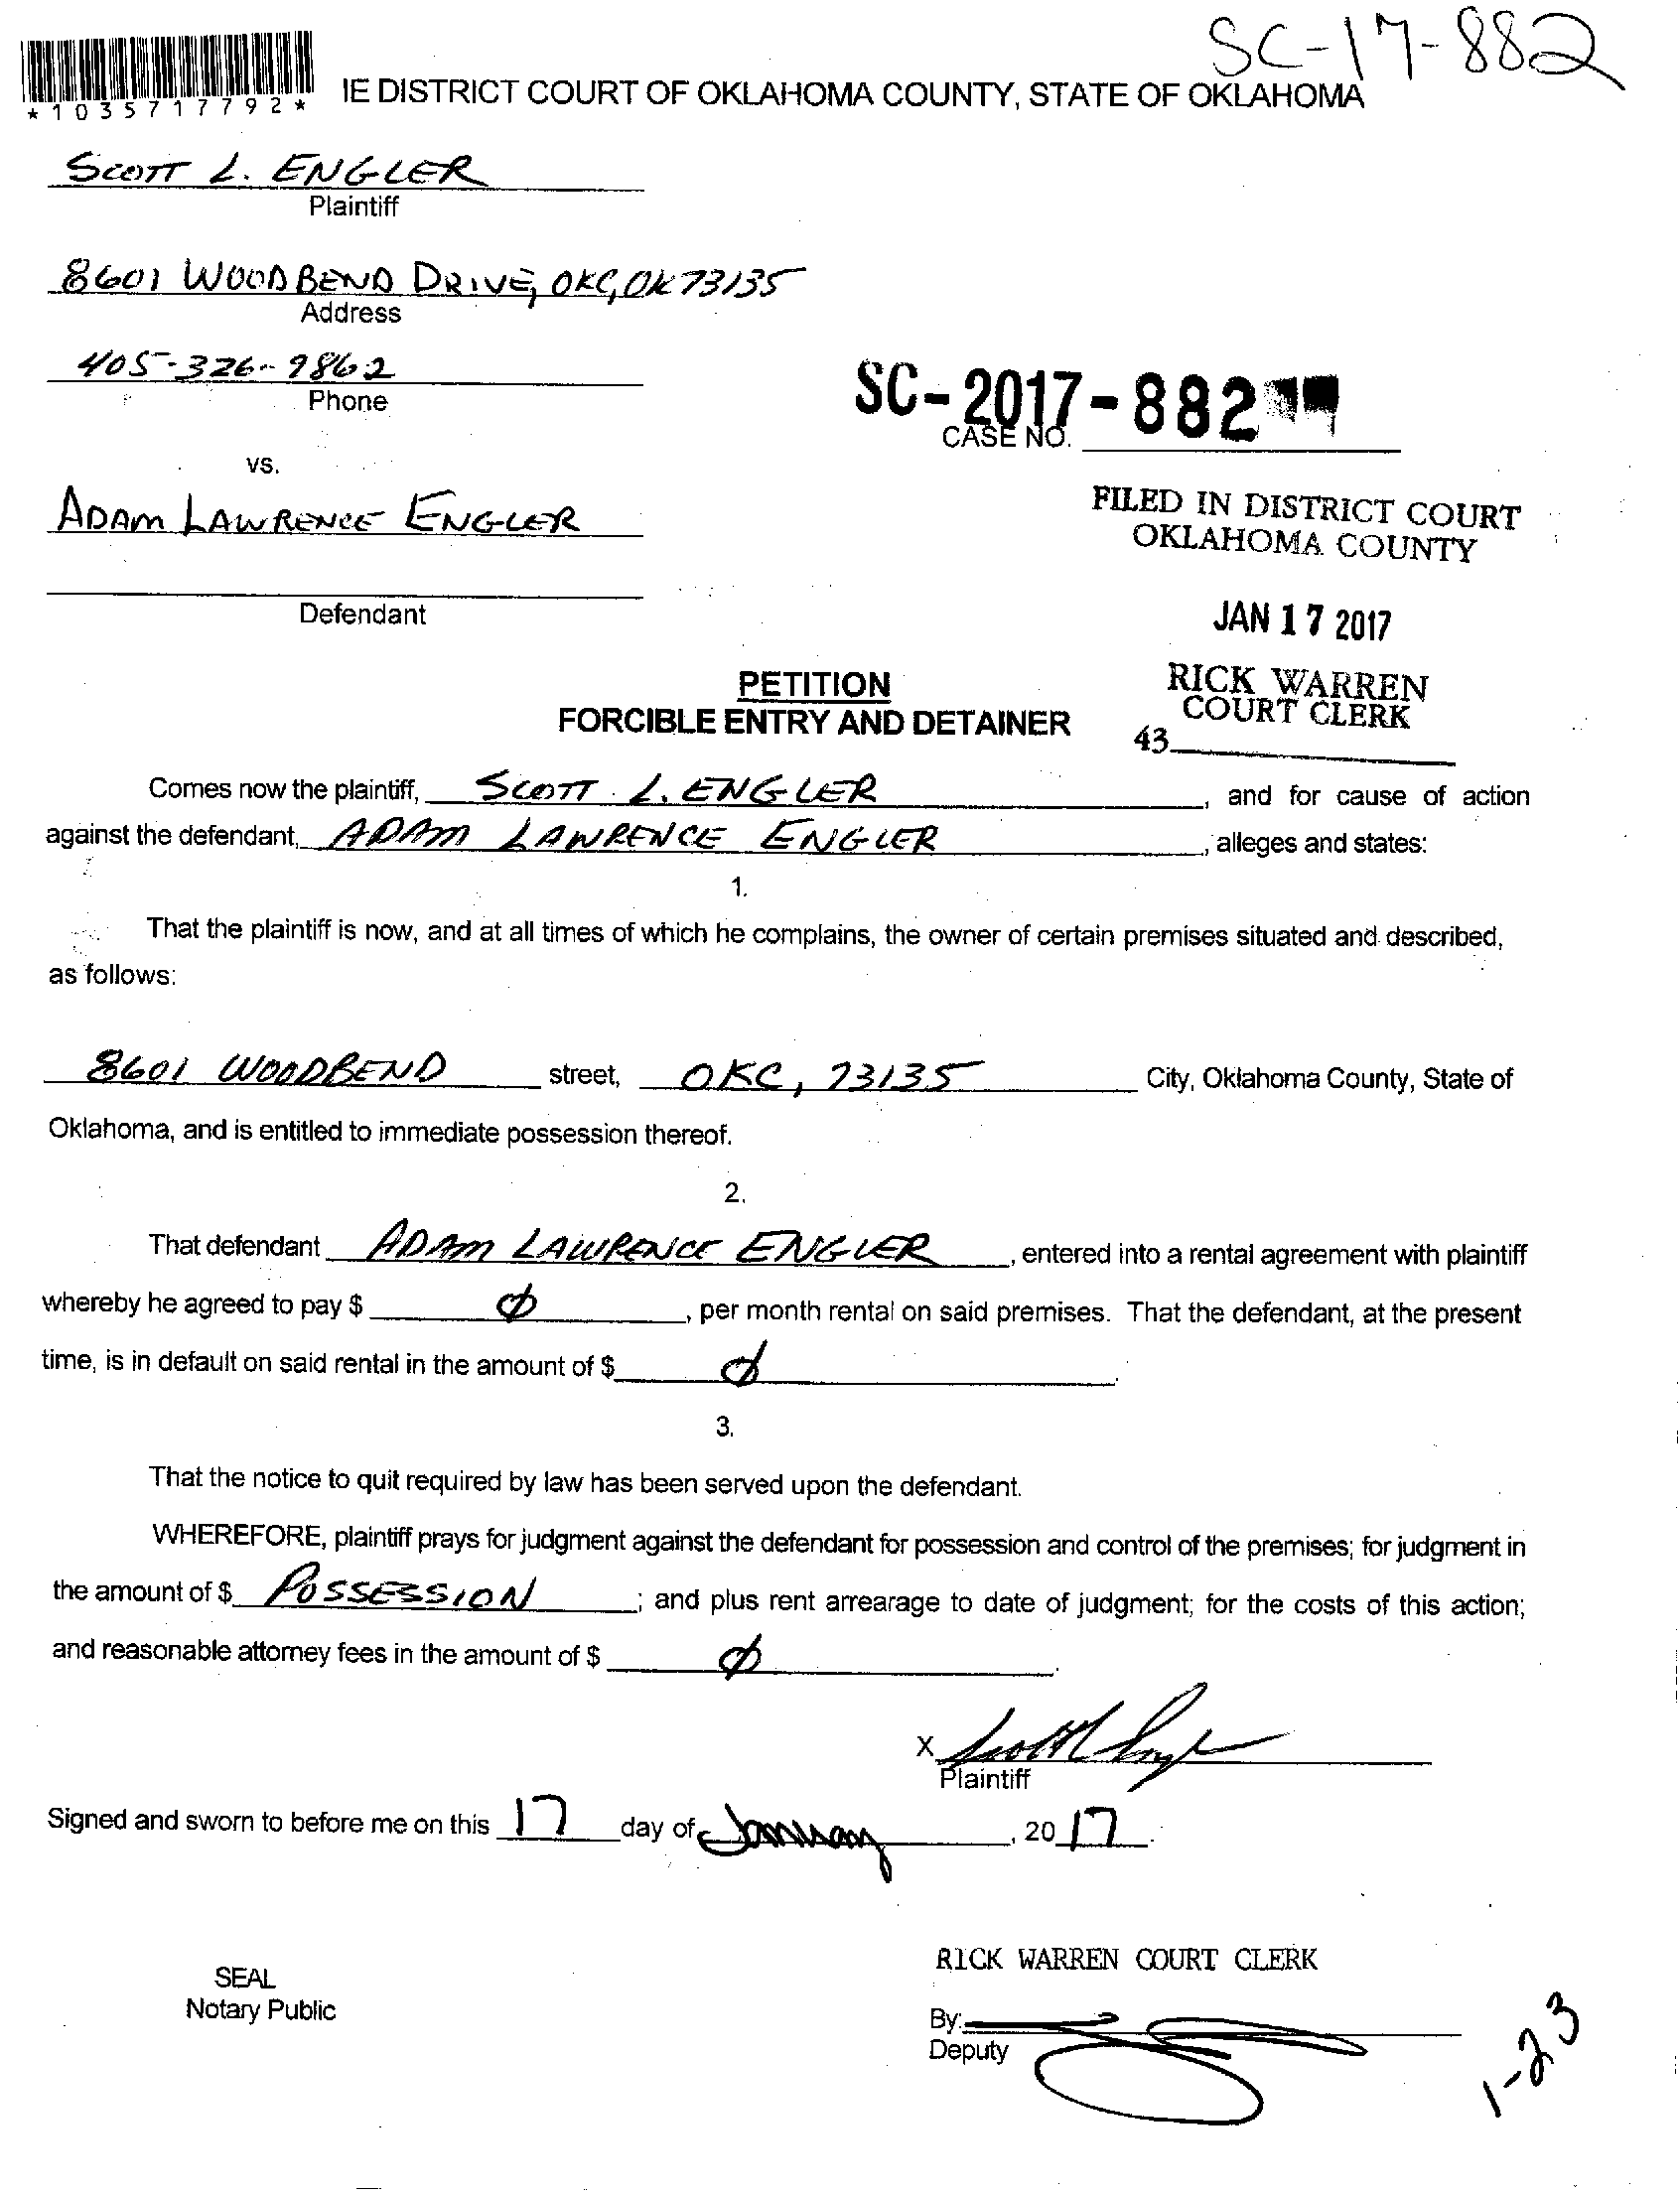 SC-17-882
*1035717792*
IE DISTRICT COURT OF OKLAHOMA COUNTY, STATE OF OKLAHOMA
SCOTT L. ENGLER
Plaintiff
8601 WOODBEND DRIVE, OKC, OK 73135
Address
405-326-9862
Phone
SC-2017-882
CASE NO.
vs.
ADAM LAWRENCE ENGLER
FILED IN DISTRICT COURT
OKLAHOMA COUNTY
Defendant
JAN 17 2017
PETITION
FORCIBLE ENTRY AND DETAINER
RICK WARREN
COURT CLERK
43
Comes now the plaintiff, SCOTT L. ENGLER, and for cause of action
against the defendant, ADAM LAWRENCE ENGLER, alleges and states:
1.
That the plaintiff is now, and at all times of which he complains, the owner of certain premises situated and described,
as follows:
8601 WOODBEND street, OKC, 73135 City, Oklahoma County, State of
Oklahoma, and is entitled to immediate possession thereof.
2.
That defendant ADAM LAWRENCE ENGLER, entered into a rental agreement with plaintiff
whereby he agreed to pay $ Ø, per month rental on said premises. That the defendant, at the present
time, is in default on said rental in the amount of $ Ø.
3.
That the notice to quit required by law has been served upon the defendant.
WHEREFORE, plaintiff prays for judgment against the defendant for possession and control of the premises; for judgment in
the amount of $ POSSESSION; and plus rent arrearage to date of judgment; for the costs of this action;
and reasonable attorney fees in the amount of $ Ø.
X
Plaintiff
Signed and sworn to before me on this 17 day of January, 2017.
RICK WARREN COURT CLERK
SEAL
Notary Public
By:
Deputy
1-23